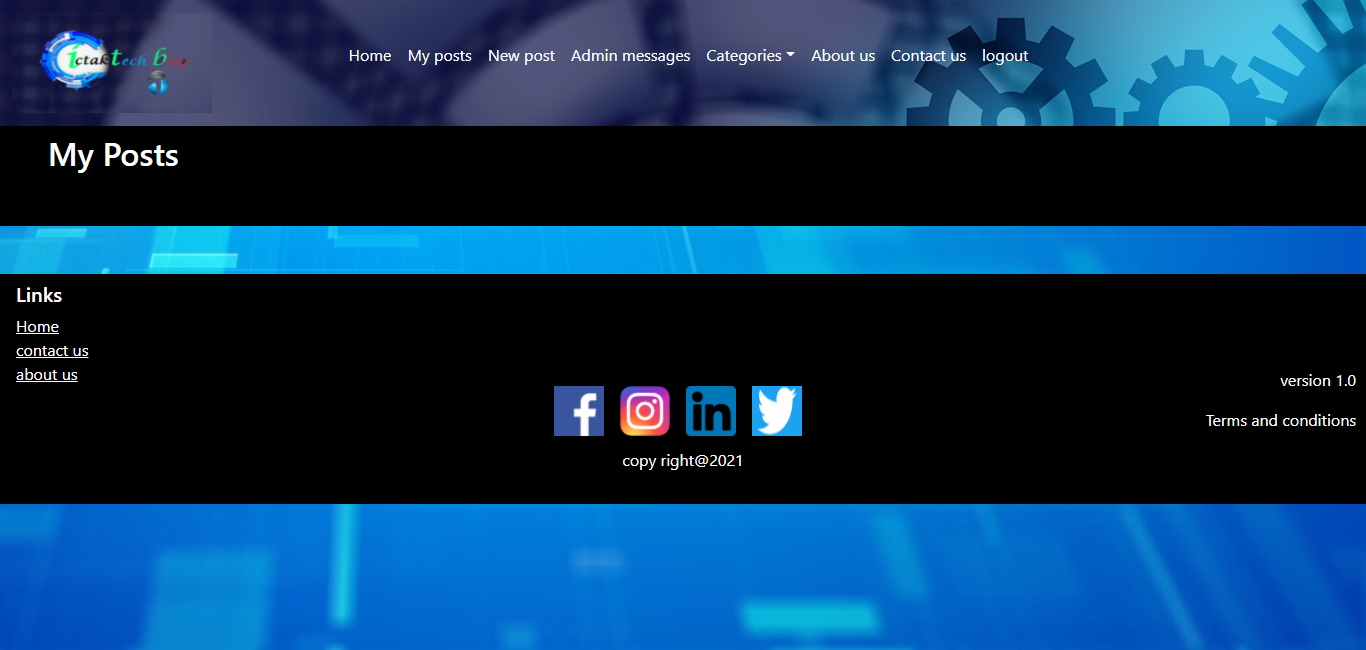 ictakTech Blog
Home My posts New post Admin messages Categories About us Contact us logout
My Posts
Links
Home
contact us
about us
version 1.0
Terms and conditions
copy right@2021